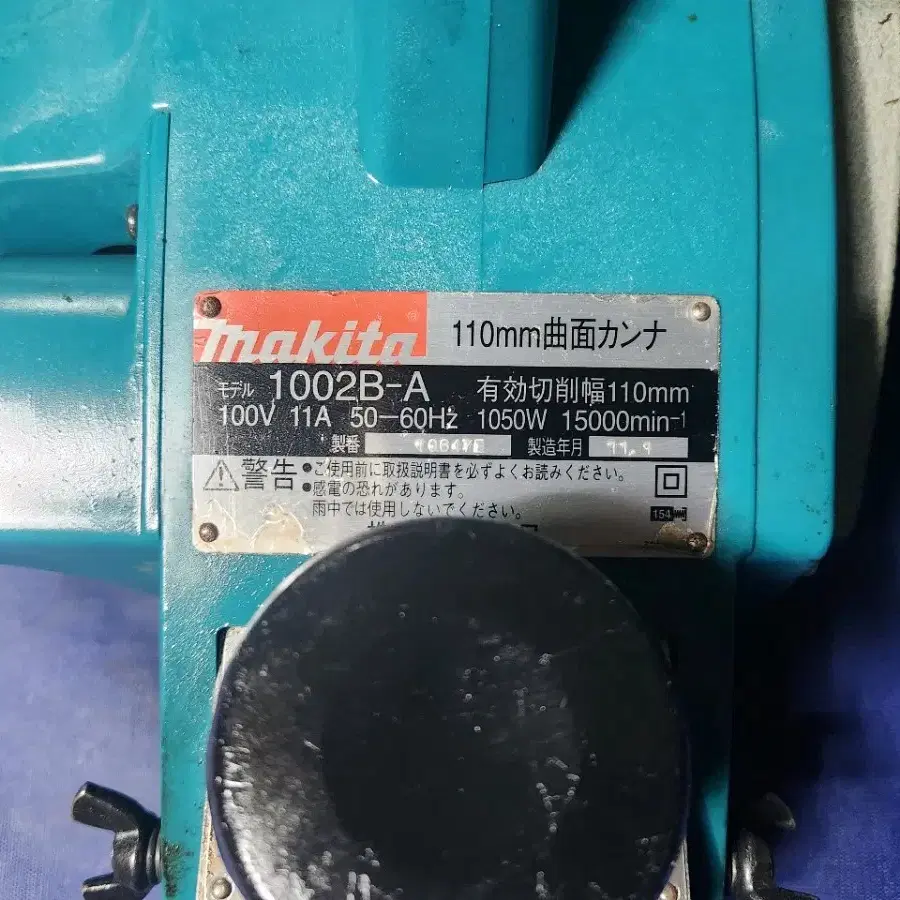 makita
110mm曲面カンナ
モデル 1002B-A 有効切削幅110mm
100V 11A 50-60Hz 1050W 15000min-1
製番 製造年月 11.9
⚠警告 ●ご使用前に取扱説明書を必ずよくお読みください。
●感電の恐れがあります。
雨中では使用しないでください。
154